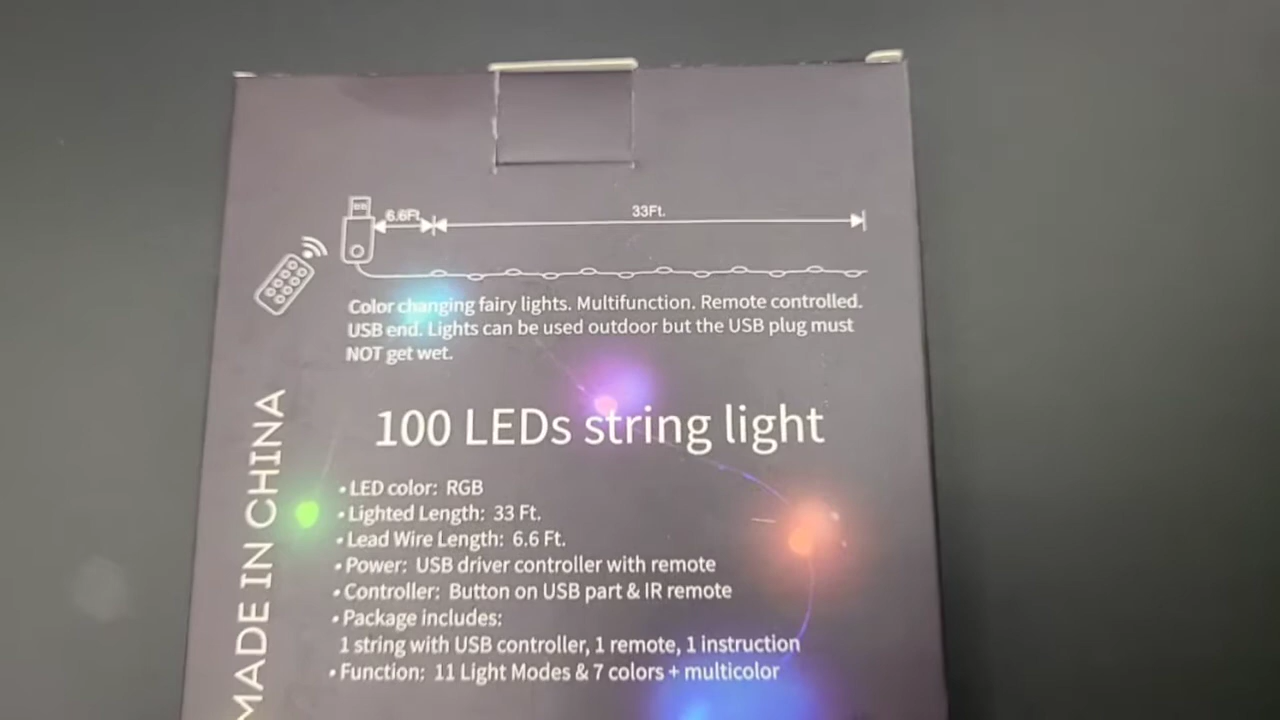 6.6Ft.
33Ft.
Color changing fairy lights. Multifunction. Remote controlled.
USB end. Lights can be used outdoor but the USB plug must
NOT get wet.
100 LEDs string light
• LED color: RGB
• Lighted Length: 33 Ft.
• Lead Wire Length: 6.6 Ft.
• Power: USB driver controller with remote
• Controller: Button on USB part & IR remote
• Package includes:
1 string with USB controller, 1 remote, 1 instruction
• Function: 11 Light Modes & 7 colors + multicolor
MADE IN CHINA